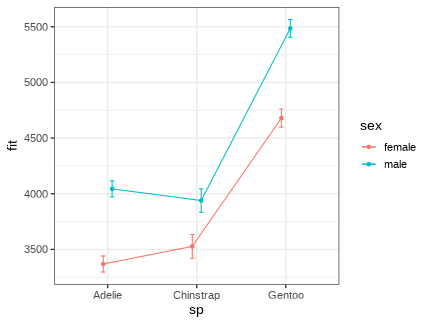 5500
5000
4500
4000
3500
fit
Adelie
Chinstrap
Gentoo
sp
sex
female
male